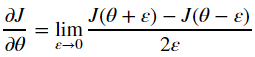 ∂J/∂θ = lim_{ε→0} (J(θ + ε) − J(θ − ε)) / 2ε